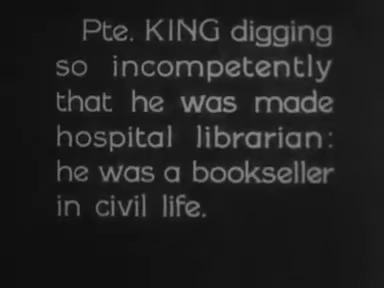 Pte. KING digging
so incompetently
that he was made
hospital librarian:
he was a bookseller
in civil life.